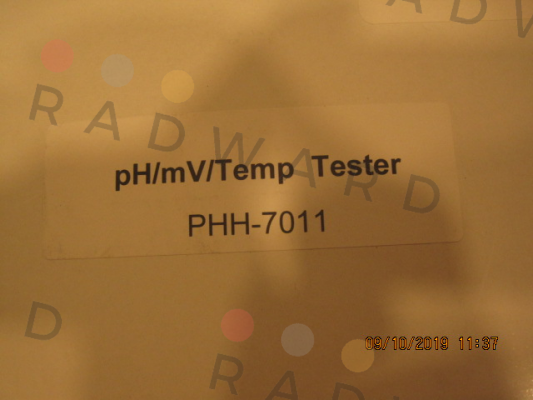 RADWARD
pH/mV/Temp Tester
PHH-7011
09/10/2019 11:37